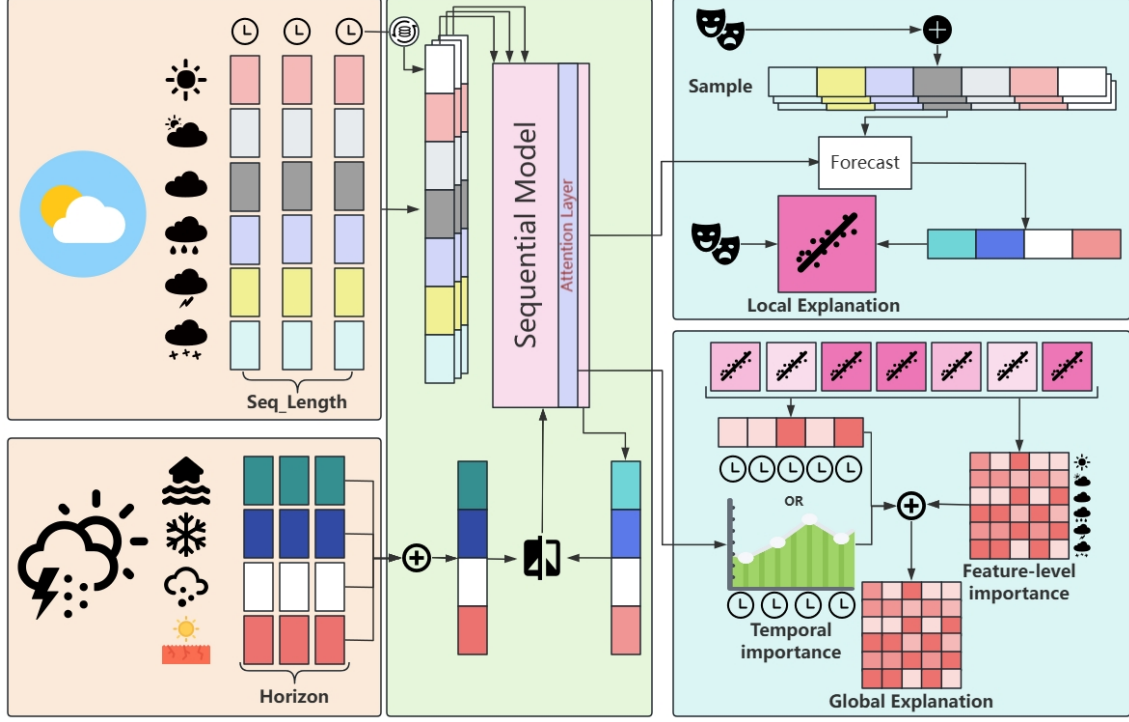 Seq_Length
Horizon
Sequential Model
Attention Layer
Sample
Forecast
Local Explanation
OR
Temporal
importance
Feature-level
importance
Global Explanation